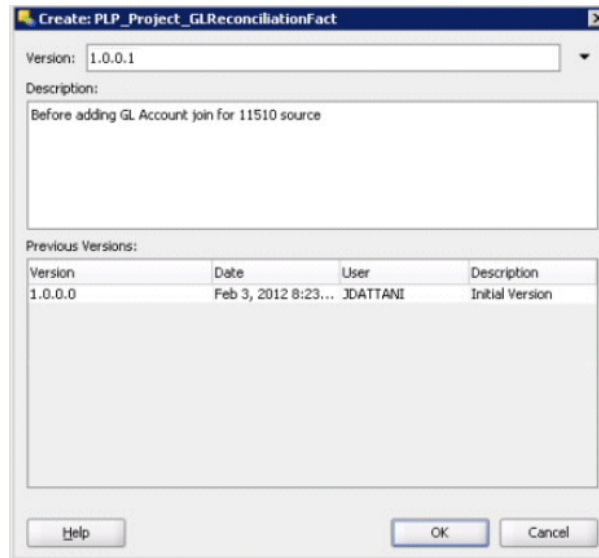 Create: PLP_Project_GLReconciliationFact
Version: 1.0.0.1
Description:
Before adding GL Account join for 11510 source
Previous Versions:
Version Date User Description
1.0.0.0 Feb 3, 2012 8:23... JDATTANI Initial Version
Help OK Cancel